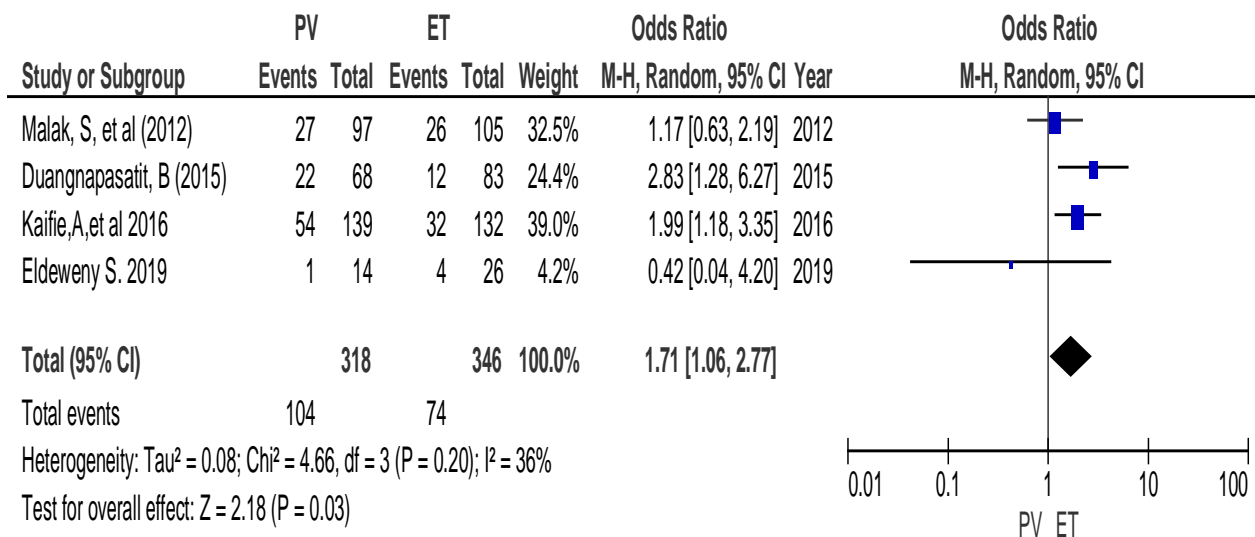 PV ET Odds Ratio Odds Ratio
Study or Subgroup Events Total Events Total Weight M-H, Random, 95% CI Year M-H, Random, 95% CI
Malak, S, et al (2012) 27 97 26 105 32.5% 1.17 [0.63, 2.19] 2012
Duangnapasatit, B (2015) 22 68 12 83 24.4% 2.83 [1.28, 6.27] 2015
Kaifie,A,et al 2016 54 139 32 132 39.0% 1.99 [1.18, 3.35] 2016
Eldeweny S. 2019 1 14 4 26 4.2% 0.42 [0.04, 4.20] 2019
Total (95% CI) 318 346 100.0% 1.71 [1.06, 2.77]
Total events 104 74
Heterogeneity: Tau² = 0.08; Chi² = 4.66, df = 3 (P = 0.20); I² = 36%
Test for overall effect: Z = 2.18 (P = 0.03)
0.01 0.1 1 10 100
PV ET